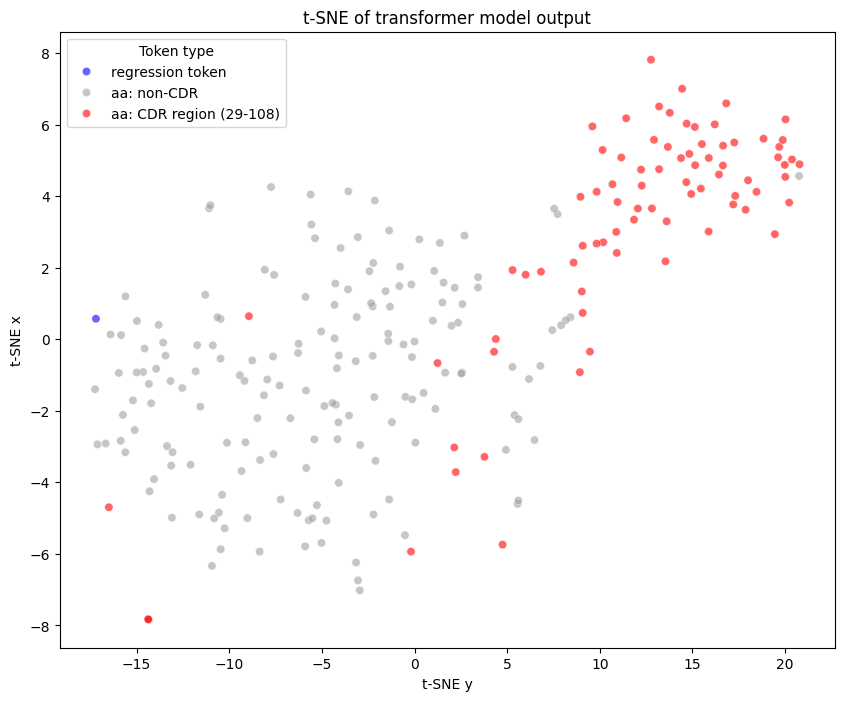 t-SNE of transformer model output
Token type
regression token
aa: non-CDR
aa: CDR region (29-108)
8
6
4
2
0
−2
−4
−6
−8
t-SNE x
−15
−10
−5
0
5
10
15
20
t-SNE y